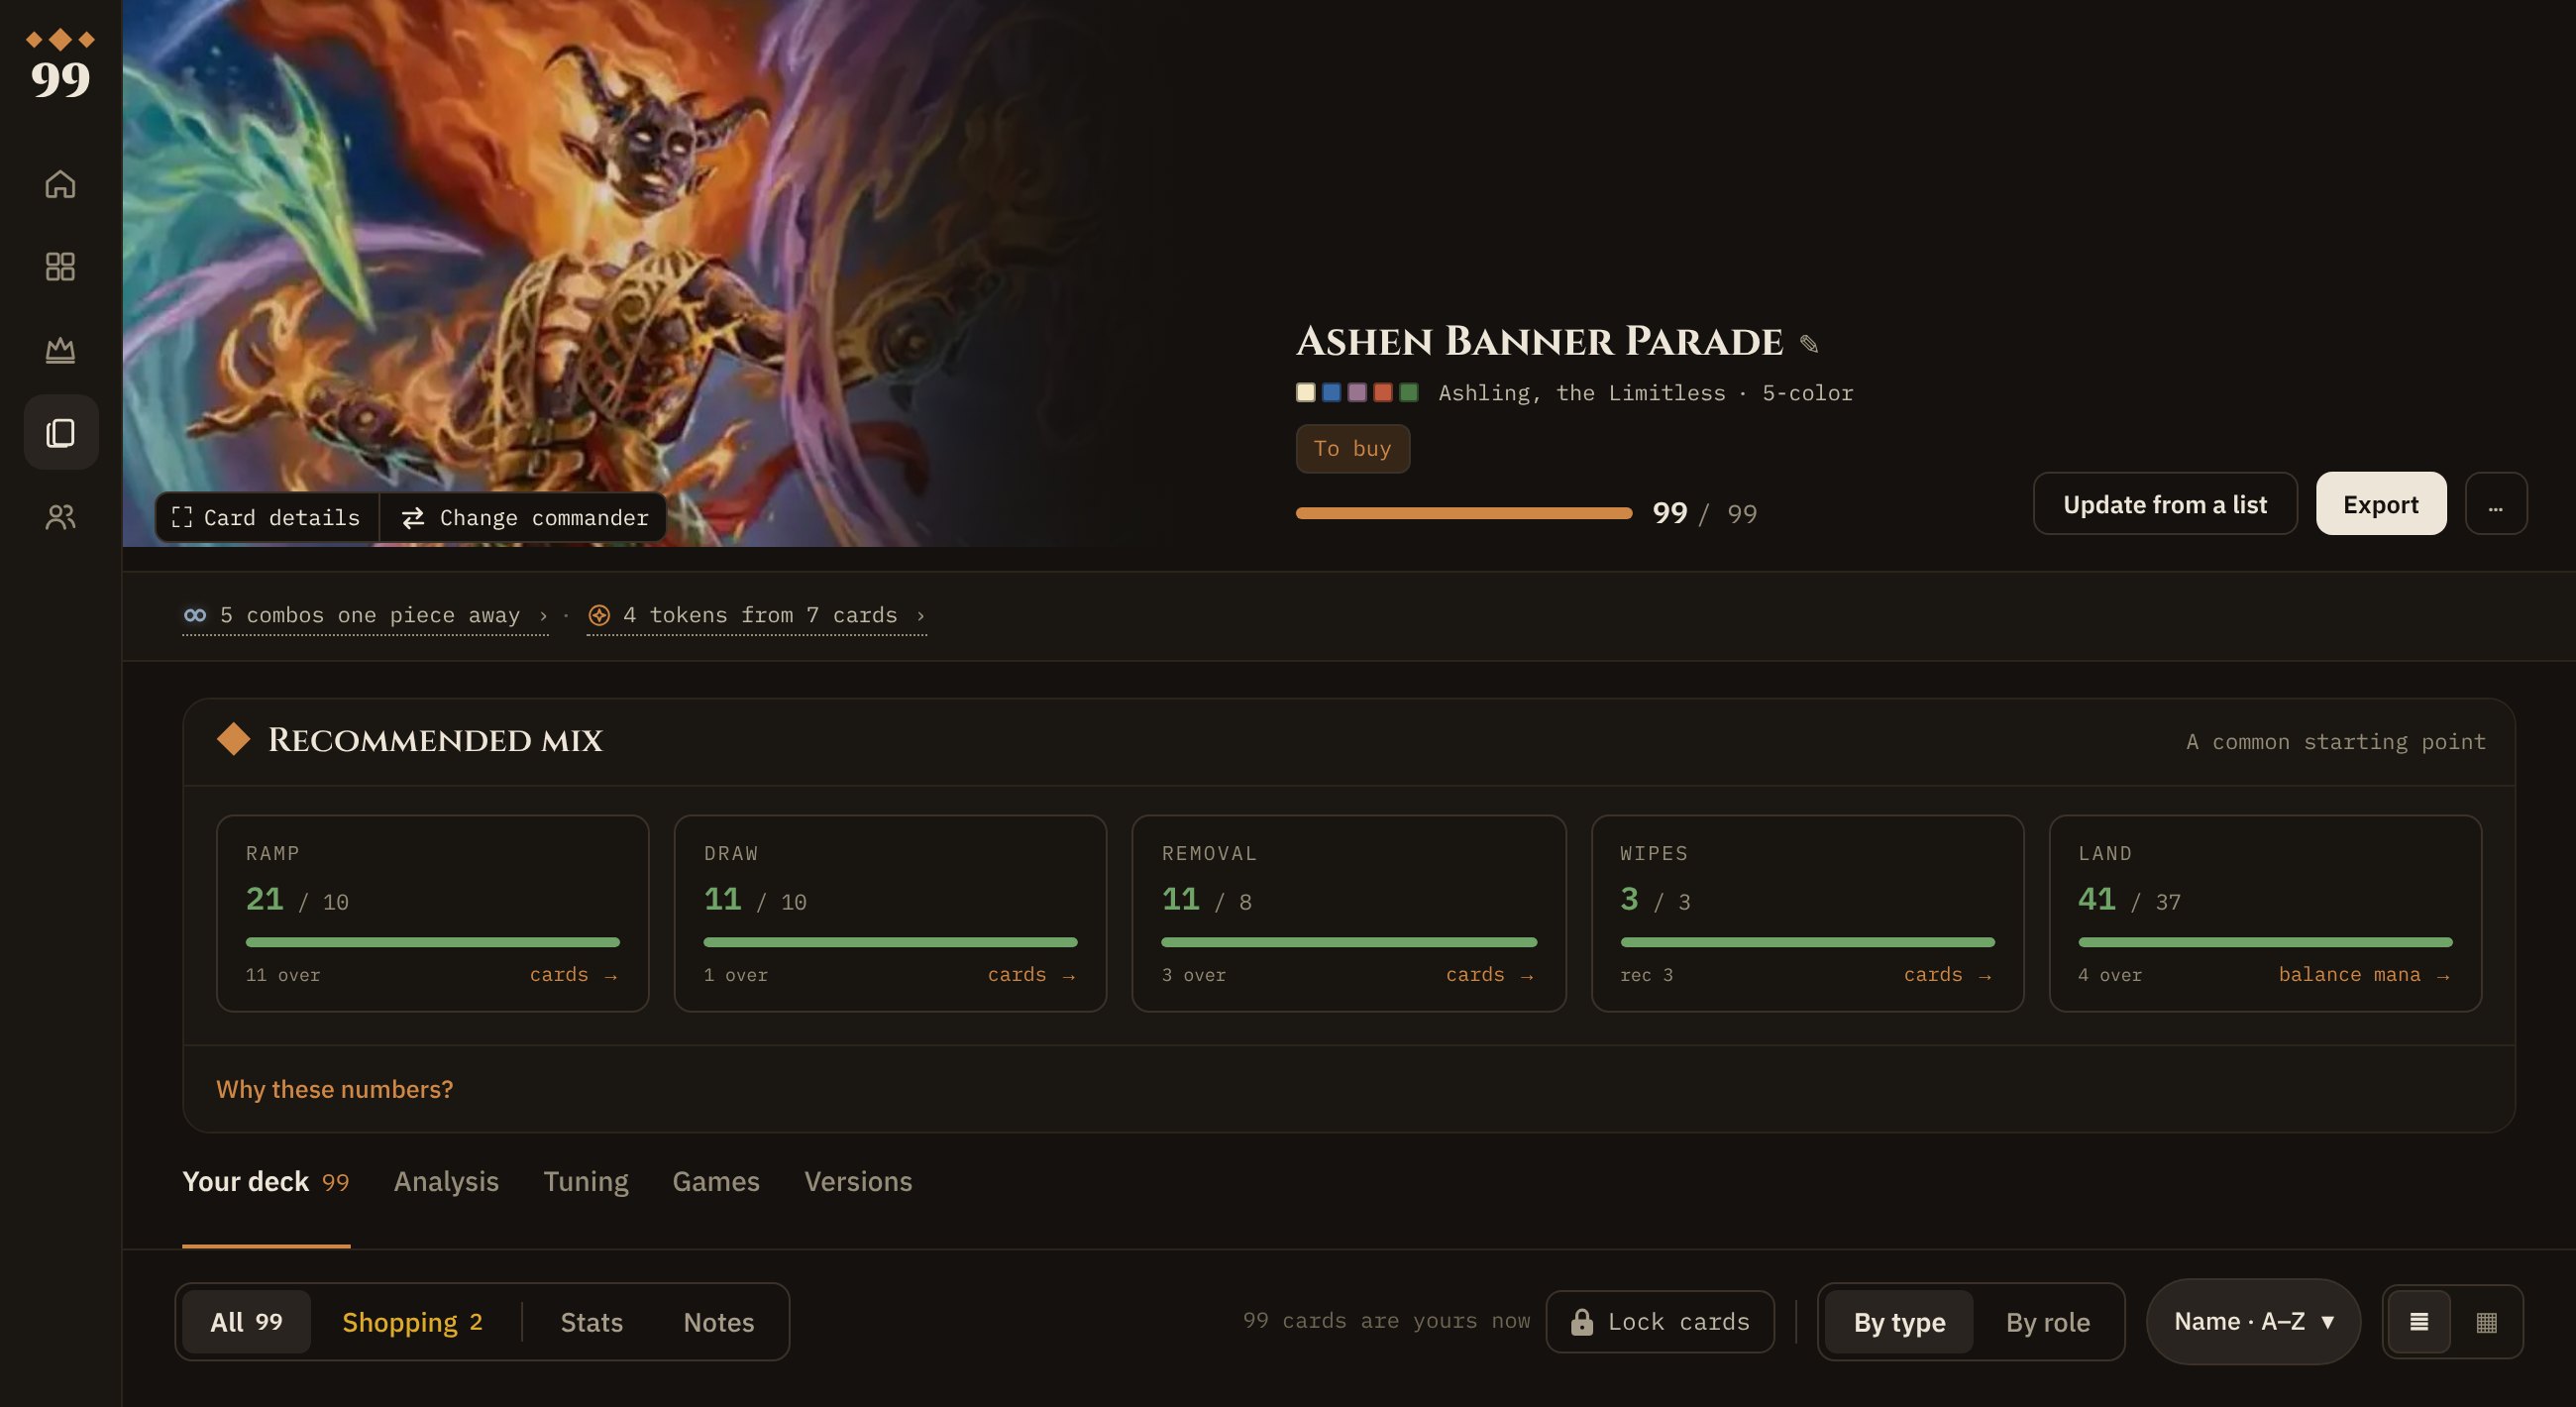 99
Ashen Banner Parade ✎
Ashling, the Limitless · 5-color
To buy
99 / 99
Update from a list
Export
…
Card details
Change commander
5 combos one piece away › · 4 tokens from 7 cards ›
Recommended mix
A common starting point
RAMP
21 / 10
11 over
cards →
DRAW
11 / 10
1 over
cards →
REMOVAL
11 / 8
3 over
cards →
WIPES
3 / 3
rec 3
cards →
LAND
41 / 37
4 over
balance mana →
Why these numbers?
Your deck 99
Analysis
Tuning
Games
Versions
All 99
Shopping 2
Stats
Notes
99 cards are yours now
Lock cards
By type
By role
Name · A–Z ▾